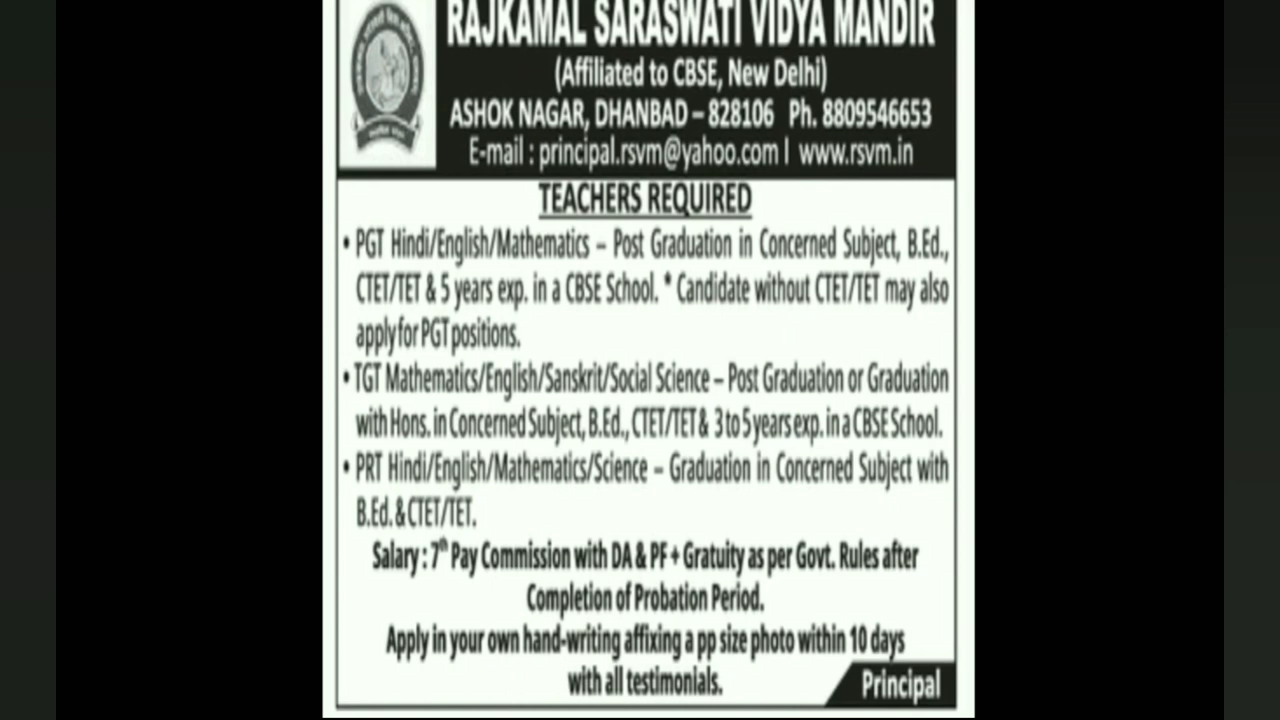 RAJKAMAL SARASWATI VIDYA MANDIR
(Affiliated to CBSE, New Delhi)
ASHOK NAGAR, DHANBAD – 828106 Ph. 8809546653
E-mail : principal.rsvm@yahoo.com I www.rsvm.in
TEACHERS REQUIRED
• PGT Hindi/English/Mathematics – Post Graduation in Concerned Subject, B.Ed.,
CTET/TET & 5 years exp. in a CBSE School. * Candidate without CTET/TET may also
apply for PGT positions.
• TGT Mathematics/English/Sanskrit/Social Science – Post Graduation or Graduation
with Hons. in Concerned Subject, B.Ed., CTET/TET & 3 to 5 years exp. in a CBSE School.
• PRT Hindi/English/Mathematics/Science – Graduation in Concerned Subject with
B.Ed. & CTET/TET.
Salary : 7th Pay Commission with DA & PF + Gratuity as per Govt. Rules after
Completion of Probation Period.
Apply in your own hand-writing affixing a pp size photo within 10 days
with all testimonials.
Principal